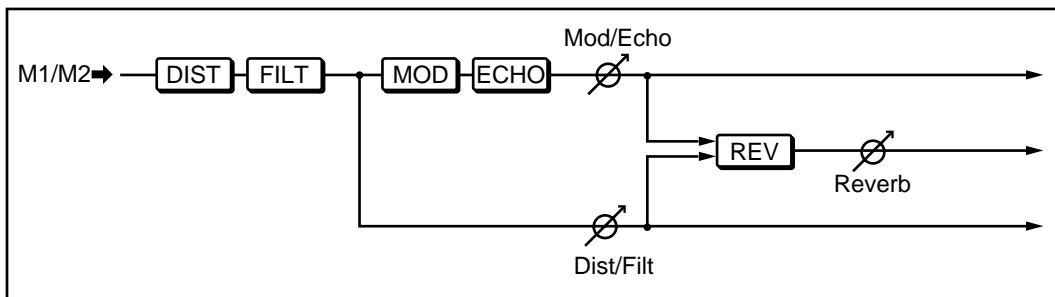 Mod/Echo
M1/M2
DIST
FILT
MOD
ECHO
REV
Reverb
Dist/Filt